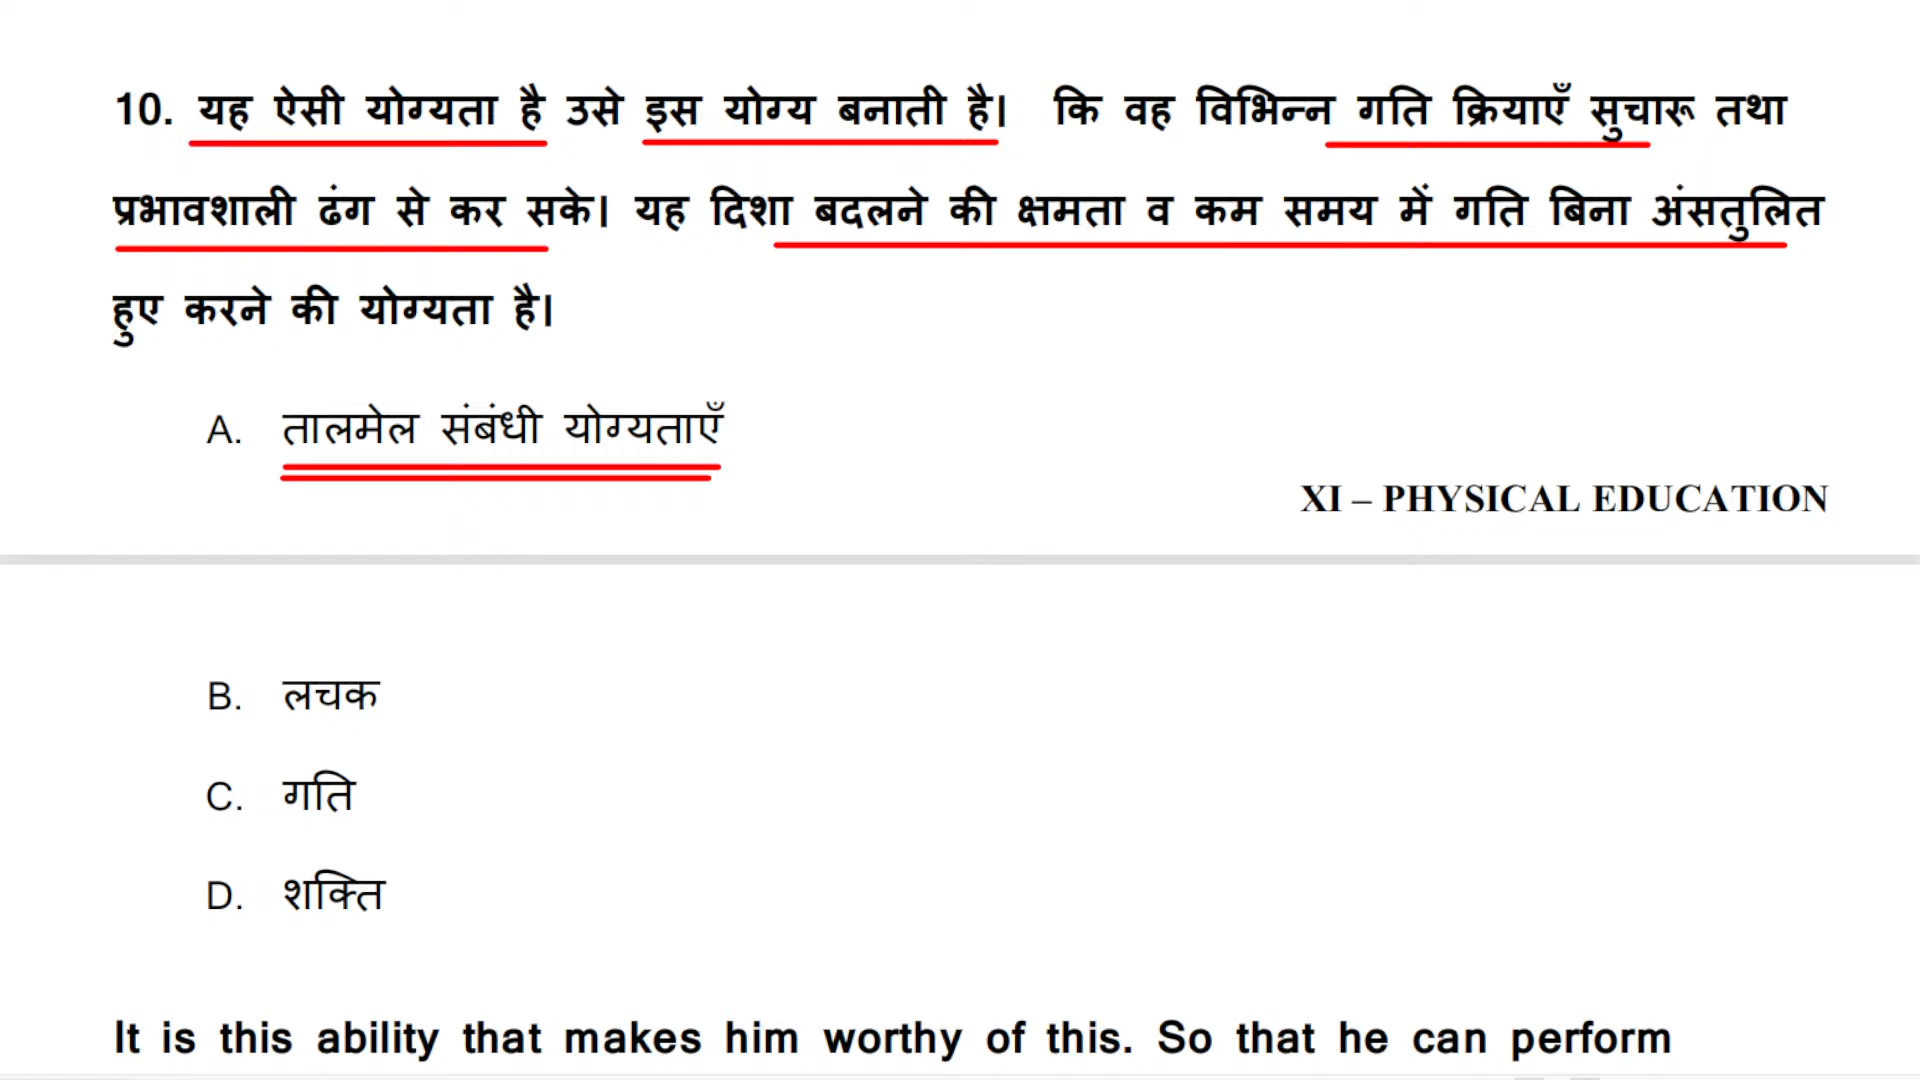 10. यह ऐसी योग्यता है उसे इस योग्य बनाती है। कि वह विभिन्न गति क्रियाएँ सुचारू तथा
प्रभावशाली ढंग से कर सके। यह दिशा बदलने की क्षमता व कम समय में गति बिना अंसतुलित
हुए करने की योग्यता है।
A. तालमेल संबंधी योग्यताएँ
XI – PHYSICAL EDUCATION
B. लचक
C. गति
D. शक्ति
It is this ability that makes him worthy of this. So that he can perform